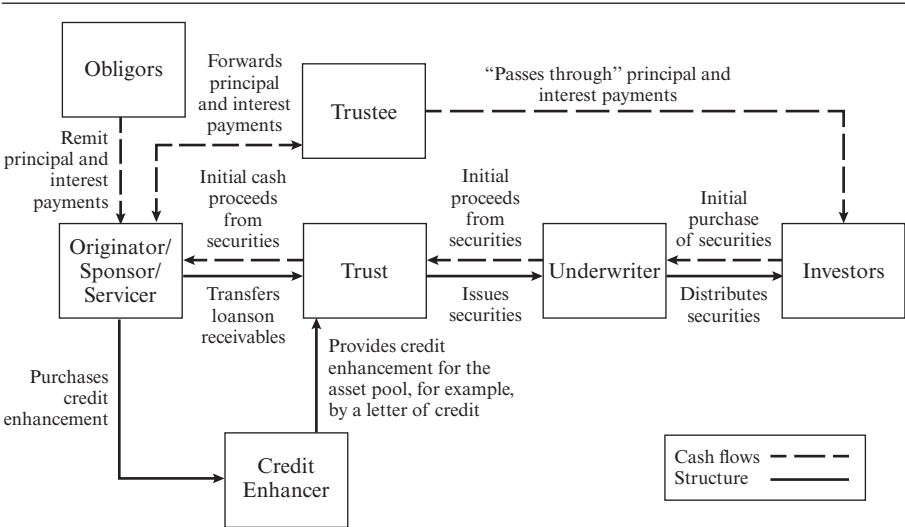 Obligors
Forwards
principal
and interest
payments
Trustee
“Passes through” principal and
interest payments
Remit
principal and
interest
payments
Initial cash
proceeds
from
securities
Initial
proceeds
from
securities
Initial
purchase
of securities
Originator/
Sponsor/
Servicer
Trust
Underwriter
Investors
Transfers
loanson
receivables
Issues
securities
Distributes
securities
Purchases
credit
enhancement
Provides credit
enhancement for the
asset pool, for example,
by a letter of credit
Credit
Enhancer
Cash flows
Structure